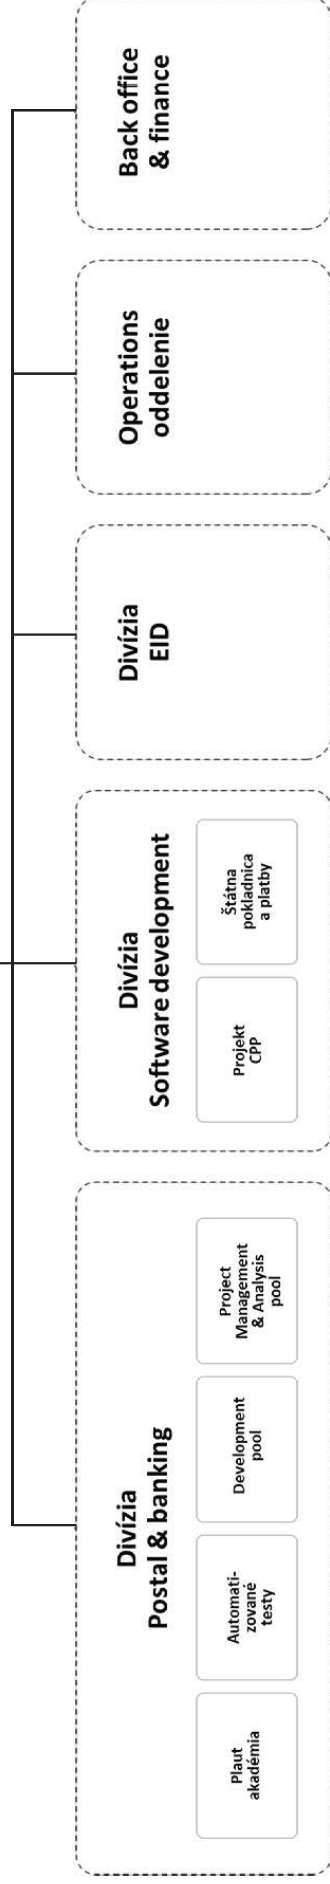 Divízia
Postal & banking
Plaut
akadémia
Automati-
zované
testy
Development
pool
Project
Management
& Analysis
pool
Divízia
Software development
Projekt
CPP
Štátna
pokladnica
a platby
Divízia
EID
Operations
oddelenie
Back office
& finance